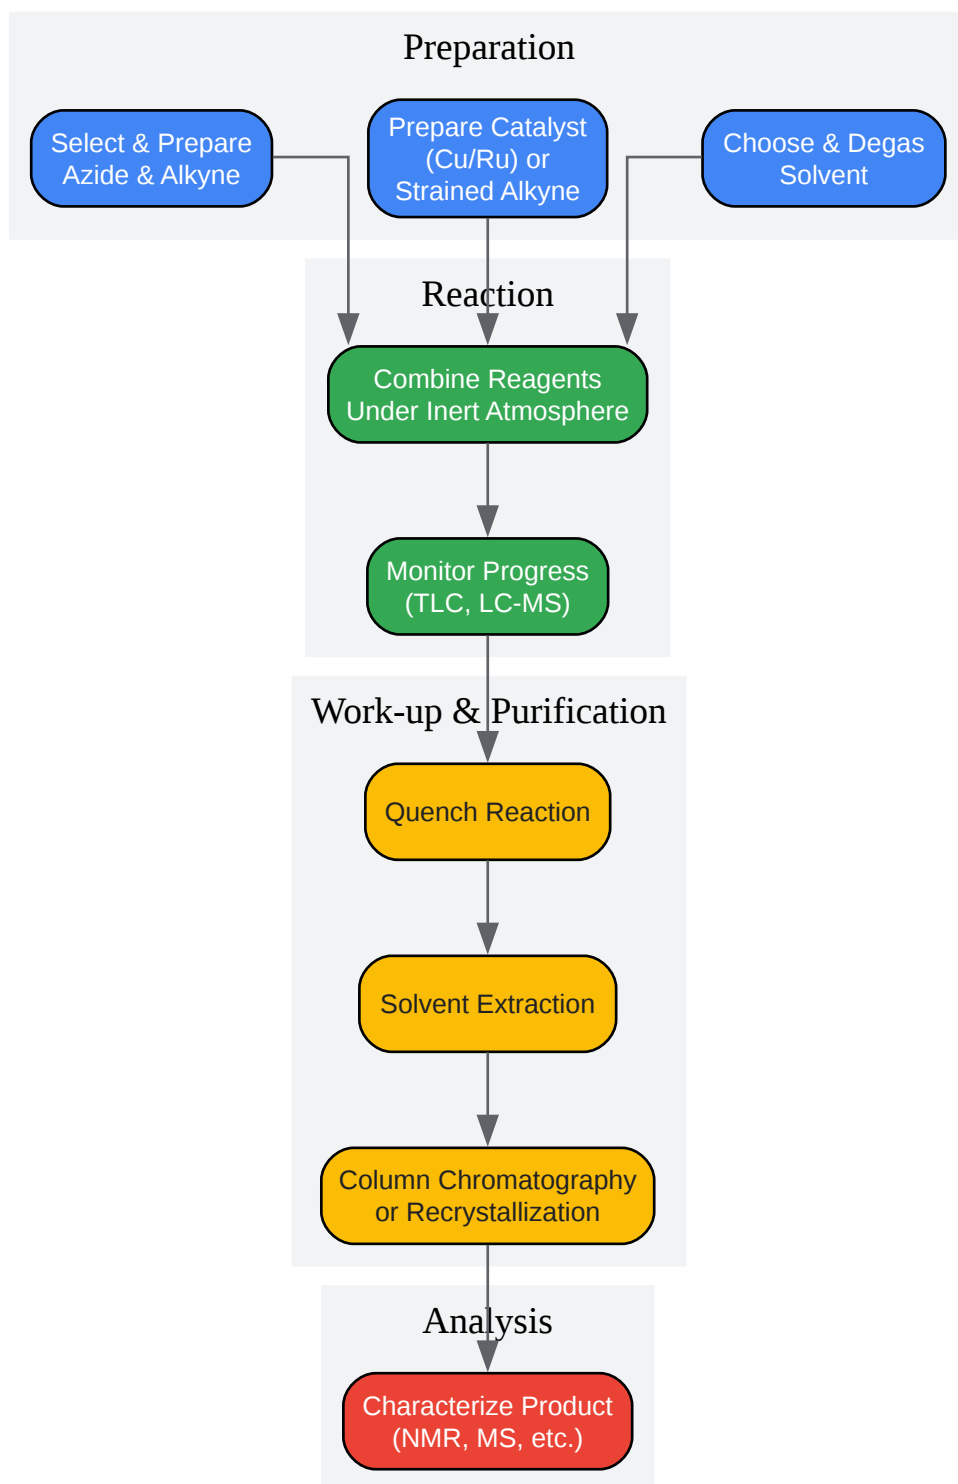 Preparation
Select & Prepare
Azide & Alkyne
Prepare Catalyst
(Cu/Ru) or
Strained Alkyne
Choose & Degas
Solvent
Reaction
Combine Reagents
Under Inert Atmosphere
Monitor Progress
(TLC, LC-MS)
Work-up & Purification
Quench Reaction
Solvent Extraction
Column Chromatography
or Recrystallization
Analysis
Characterize Product
(NMR, MS, etc.)